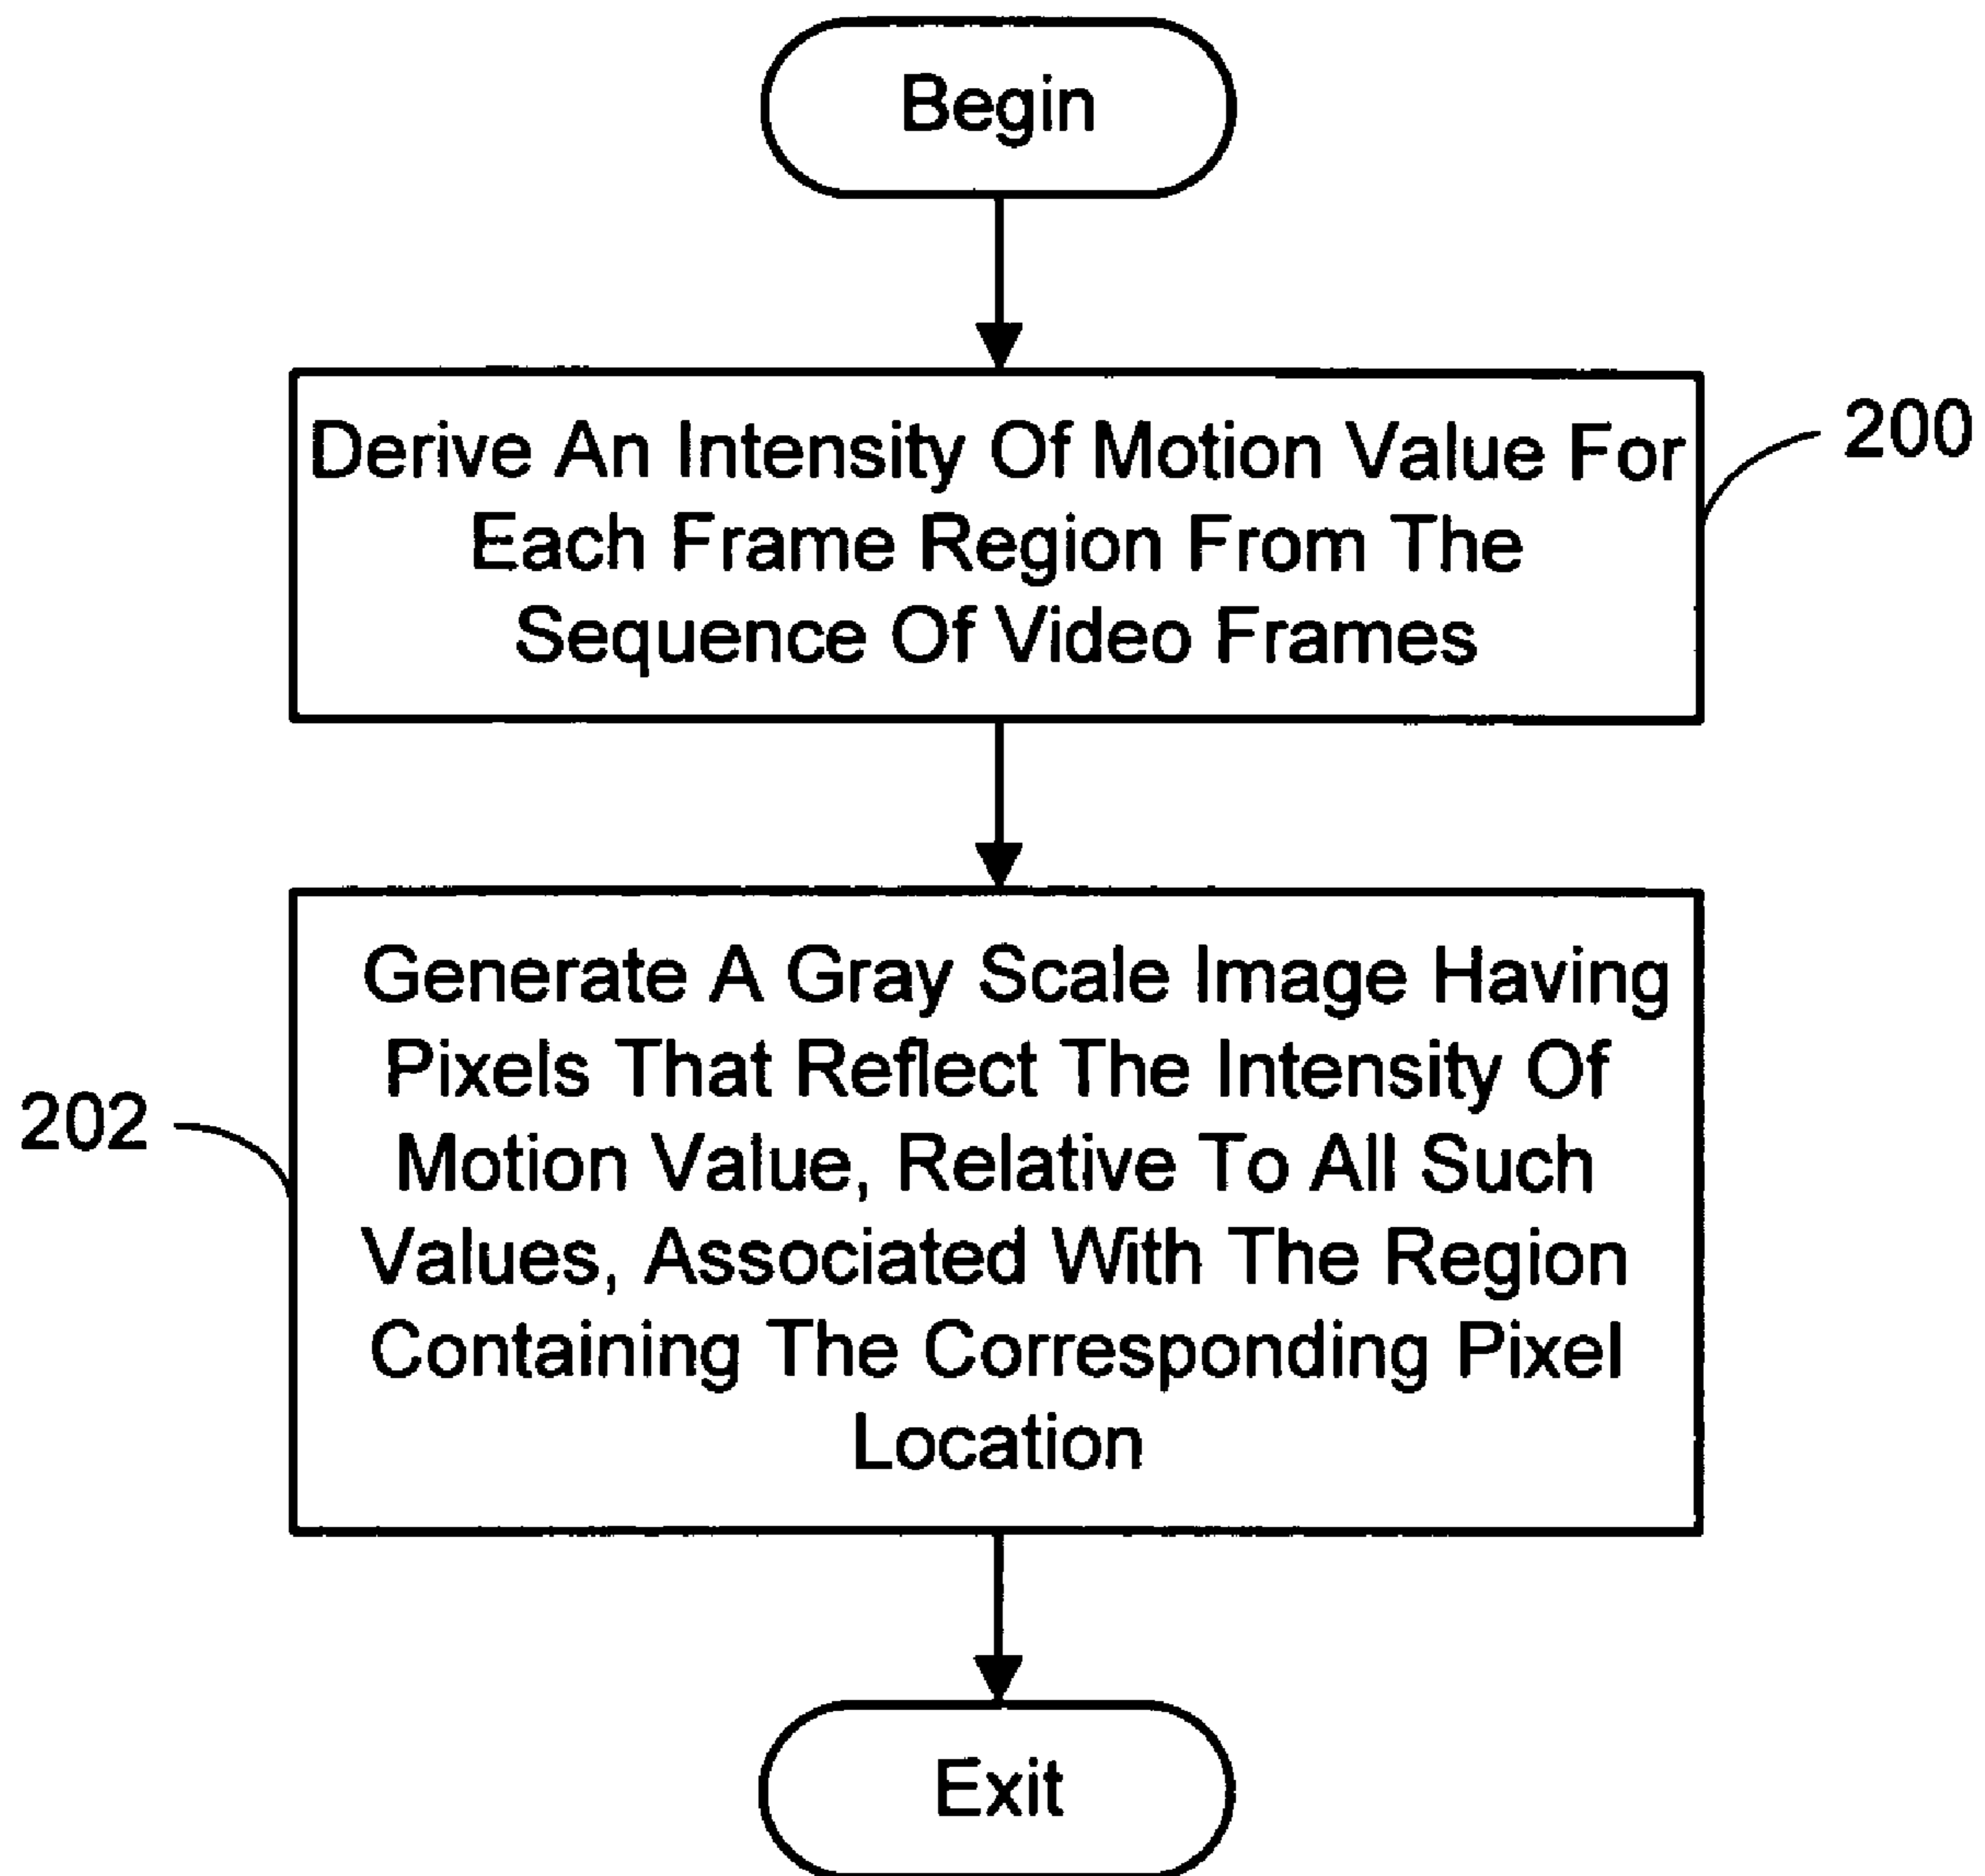 Begin
Derive An Intensity Of Motion Value For
Each Frame Region From The
Sequence Of Video Frames
200
Generate A Gray Scale Image Having
Pixels That Reflect The Intensity Of
Motion Value, Relative To All Such
Values, Associated With The Region
Containing The Corresponding Pixel
Location
202
Exit